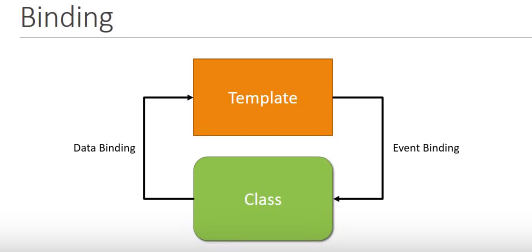 Binding
Template
Data Binding
Event Binding
Class